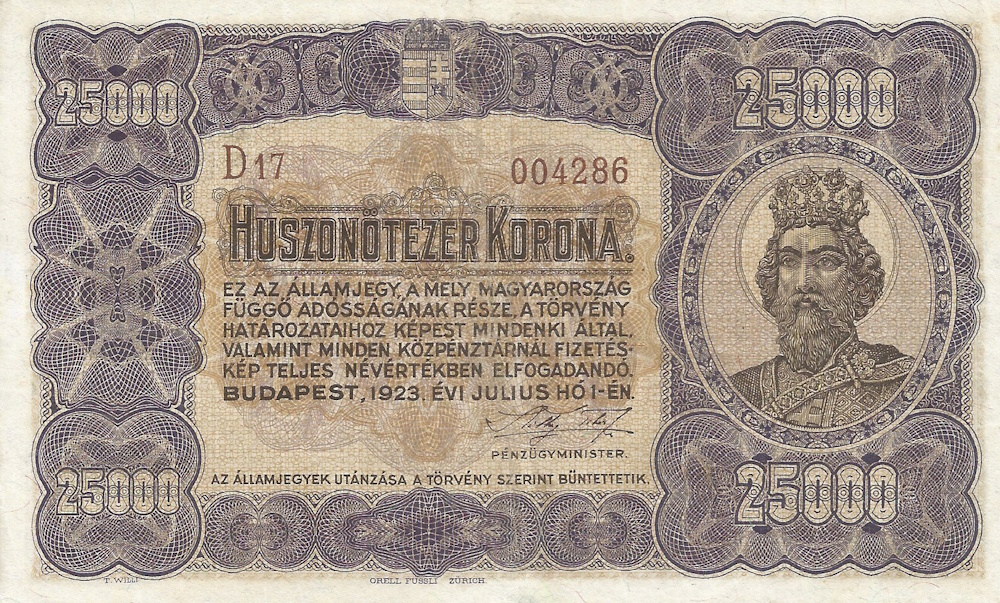 25000
25000
D 17
004286
HUSZONÖTEZER KORONA.
EZ AZ ÁLLAMJEGY, A MELY MAGYARORSZÁG
FÜGGŐ ADÓSSÁGÁNAK RÉSZE, A TÖRVÉNY
HATÁROZATAIHOZ KÉPEST MINDENKI ÁLTAL,
VALAMINT MINDEN KÖZPÉNZTÁRNÁL FIZETÉS-
KÉP TELJES NÉVÉRTÉKBEN ELFOGADANDÓ.
BUDAPEST, 1923. ÉVI JULIUS HÓ 1-ÉN.
PÉNZÜGYMINISTER.
AZ ÁLLAMJEGYEK UTÁNZÁSA A TÖRVÉNY SZERINT BÜNTETTETIK.
25000
25000
T. WILLI
ORELL FÜSSLI ZÜRICH.